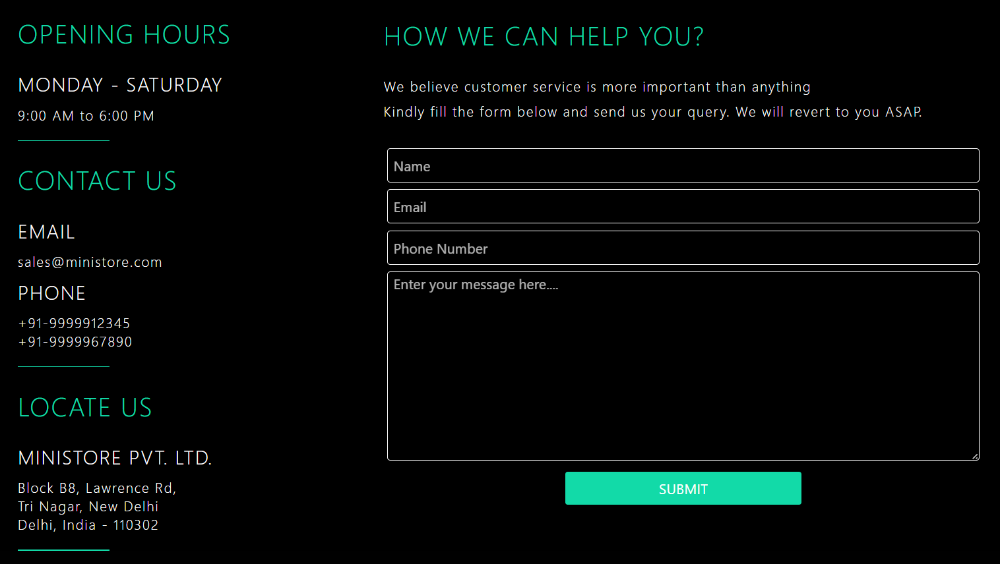 OPENING HOURS
MONDAY - SATURDAY
9:00 AM to 6:00 PM
CONTACT US
EMAIL
sales@ministore.com
PHONE
+91-9999912345
+91-9999967890
LOCATE US
MINISTORE PVT. LTD.
Block B8, Lawrence Rd,
Tri Nagar, New Delhi
Delhi, India - 110302
HOW WE CAN HELP YOU?
We believe customer service is more important than anything
Kindly fill the form below and send us your query. We will revert to you ASAP.
Name
Email
Phone Number
Enter your message here....
SUBMIT